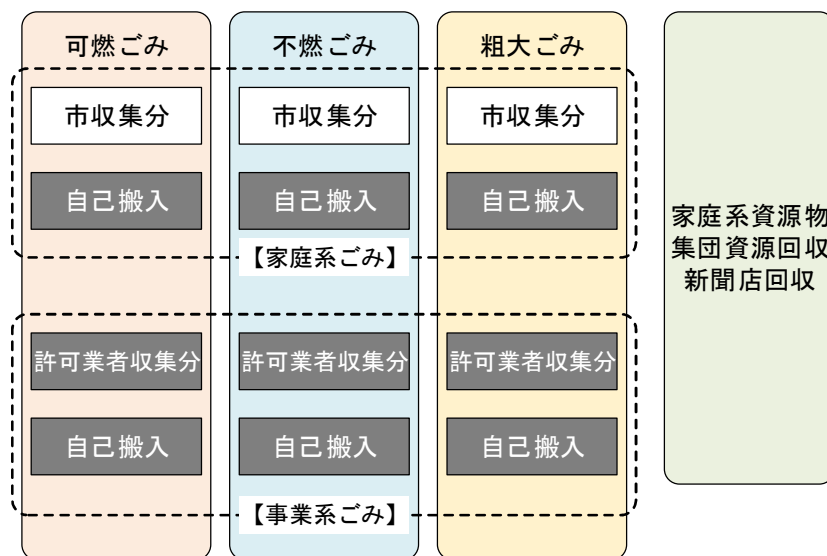 可燃ごみ
不燃ごみ
粗大ごみ
市収集分
市収集分
市収集分
自己搬入
自己搬入
自己搬入
【家庭系ごみ】
許可業者収集分
許可業者収集分
許可業者収集分
自己搬入
自己搬入
自己搬入
【事業系ごみ】
家庭系資源物
集団資源回収
新聞店回収